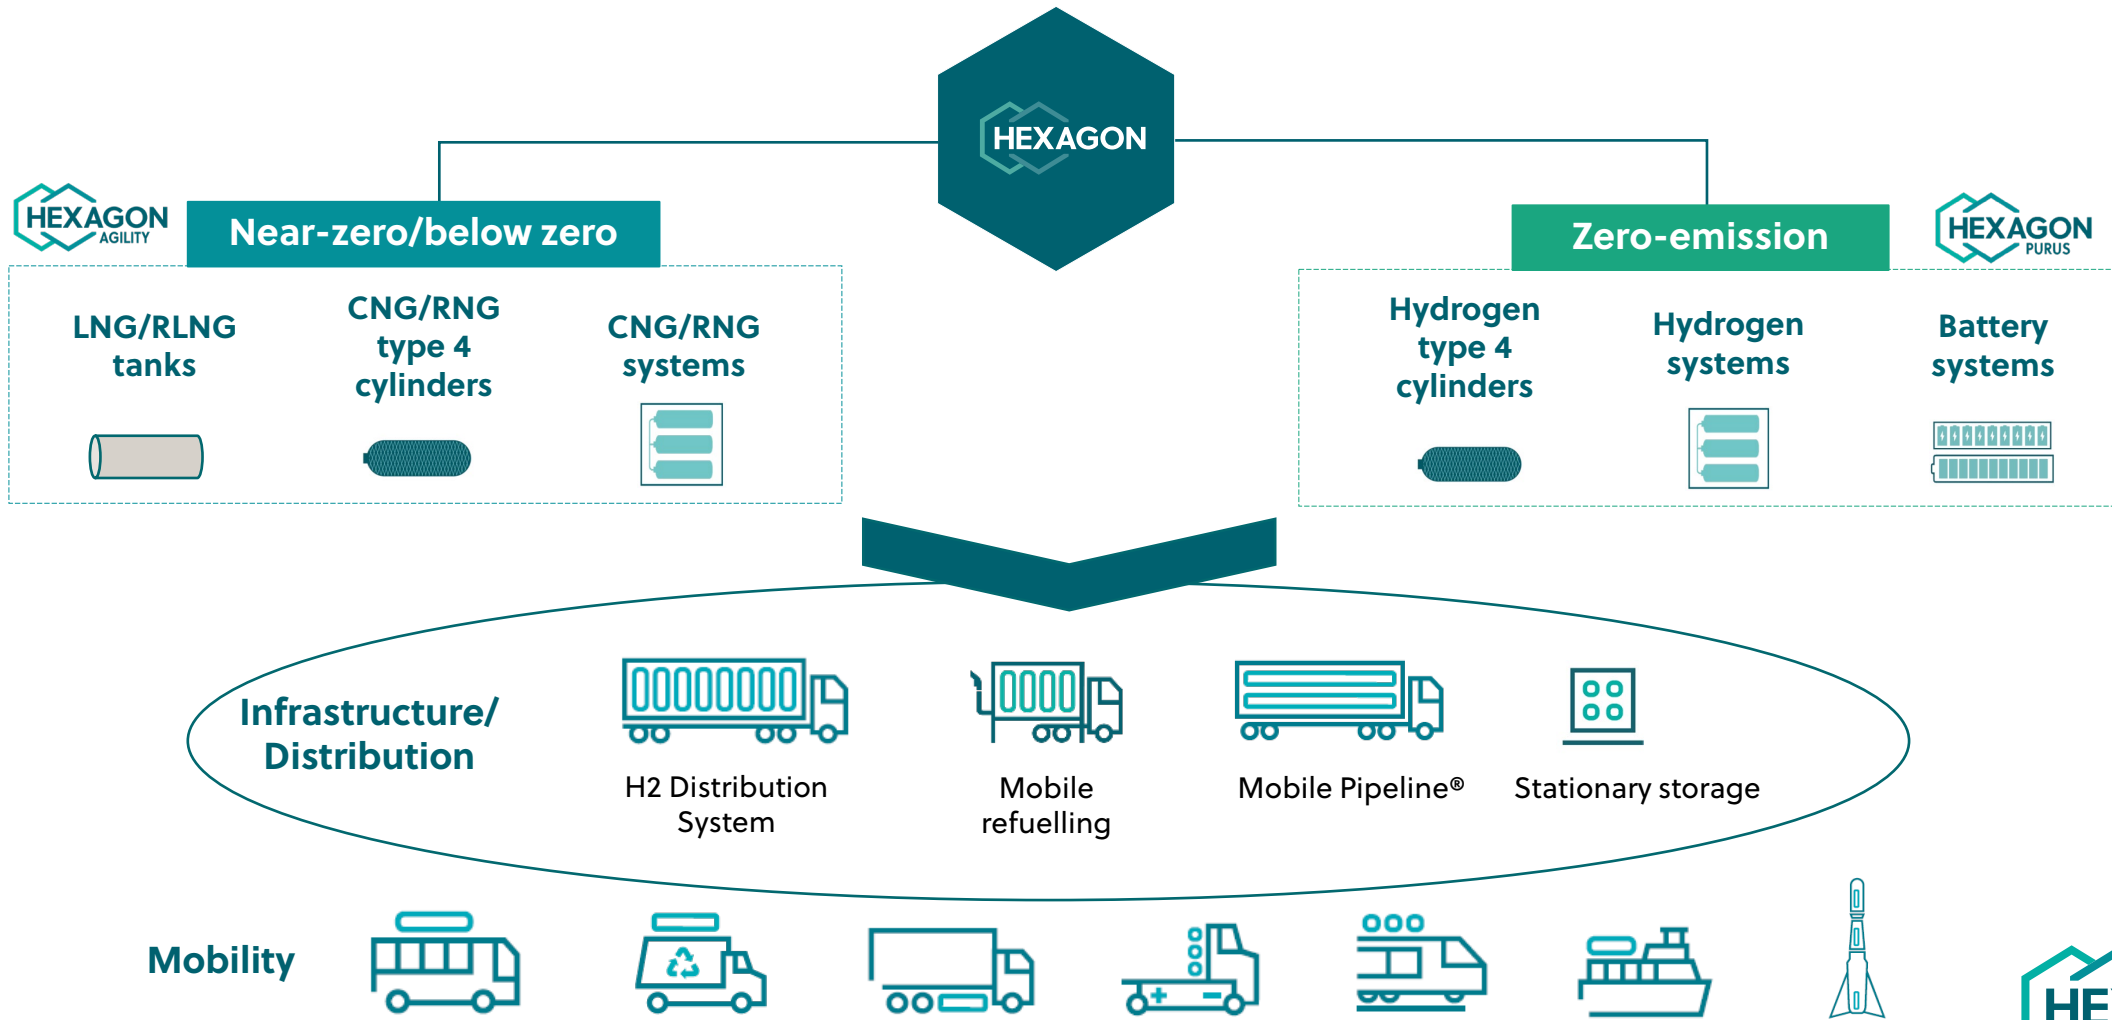 HEXAGON
HEXAGON
AGILITY
Near-zero/below zero
Zero-emission
HEXAGON
PURUS
LNG/RLNG
tanks
CNG/RNG
type 4
cylinders
CNG/RNG
systems
Hydrogen
type 4
cylinders
Hydrogen
systems
Battery
systems
Infrastructure/
Distribution
H2 Distribution
System
Mobile
refuelling
Mobile Pipeline®
Stationary storage
Mobility